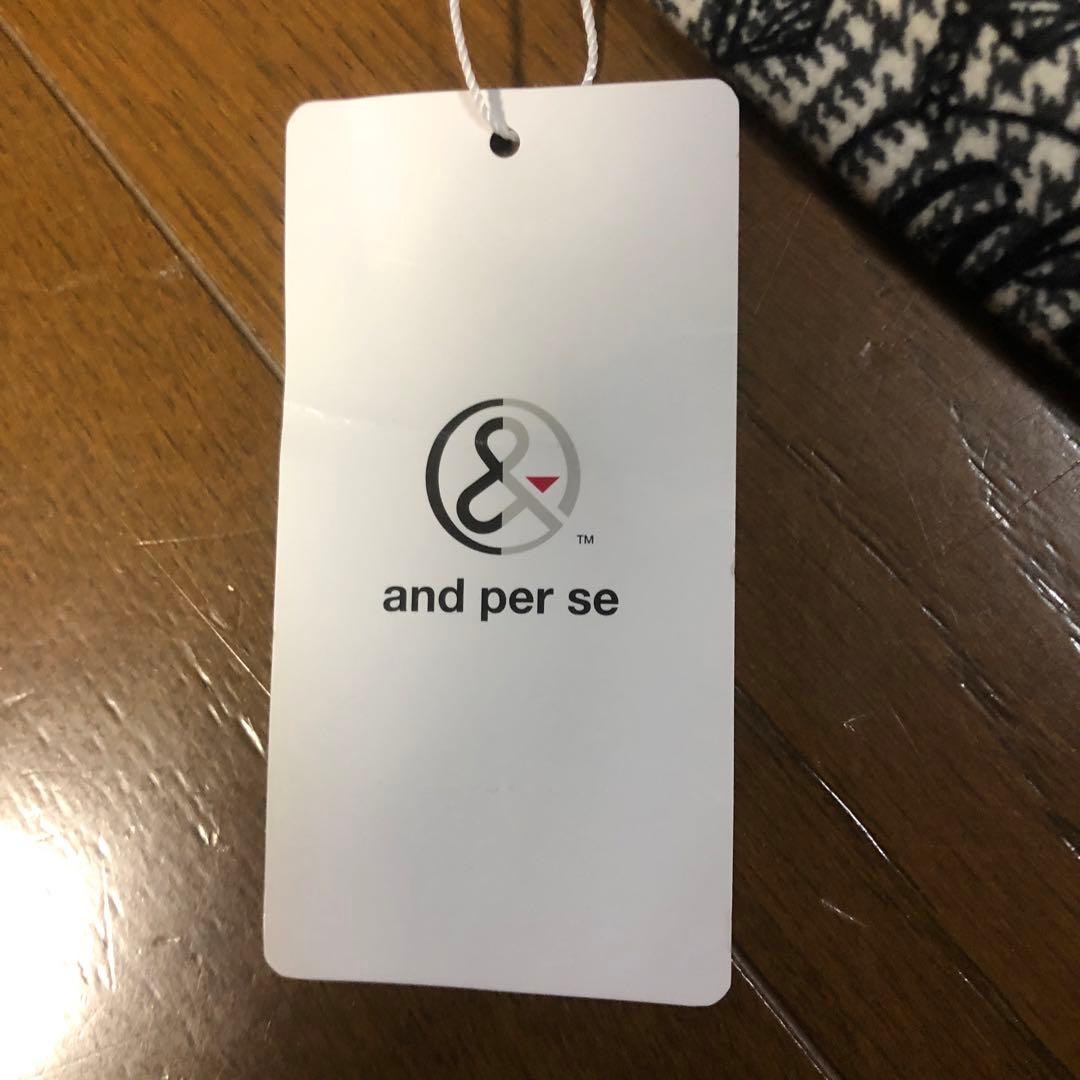 &
™
and per se